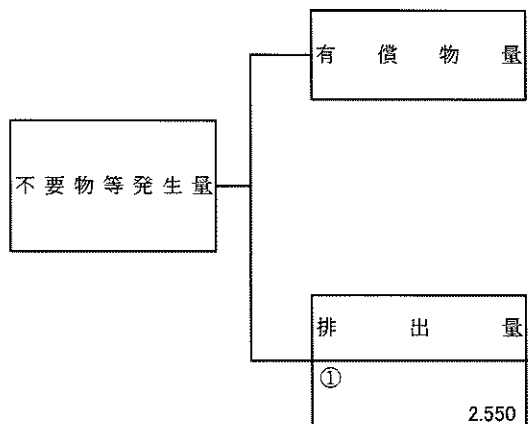 有償物量
不要物等発生量
排出量
①
2.550